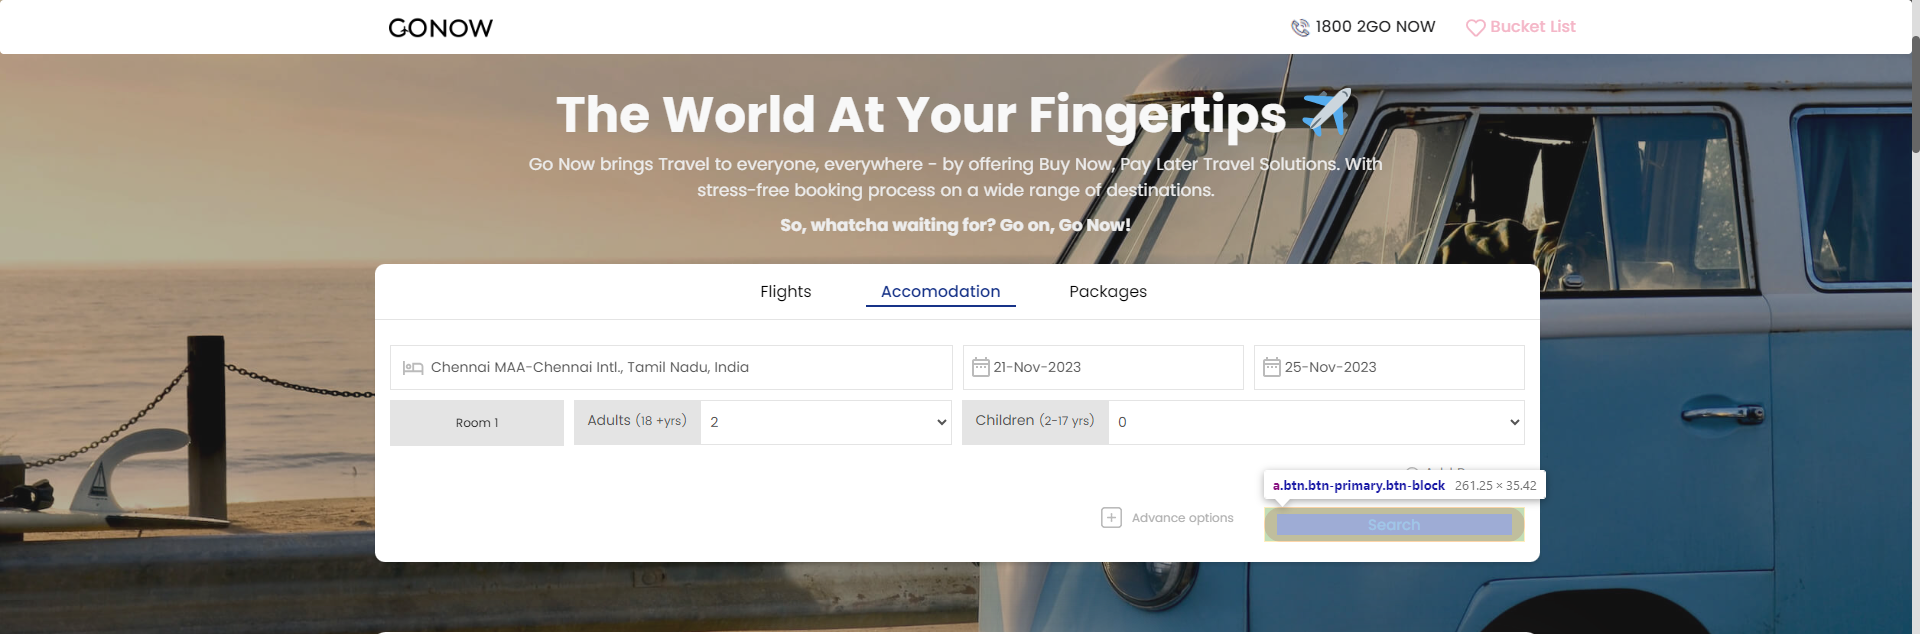 GONOW
1800 2GO NOW
Bucket List
The World At Your Fingertips
Go Now brings Travel to everyone, everywhere - by offering Buy Now, Pay Later Travel Solutions. With
stress-free booking process on a wide range of destinations.
So, whatcha waiting for? Go on, Go Now!
Flights
Accomodation
Packages
Chennai MAA-Chennai Intl., Tamil Nadu, India
21-Nov-2023
25-Nov-2023
Room 1
Adults (18 +yrs)
2
Children (2-17 yrs)
0
a.btn.btn-primary.btn-block 261.25 × 35.42
Advance options
Search